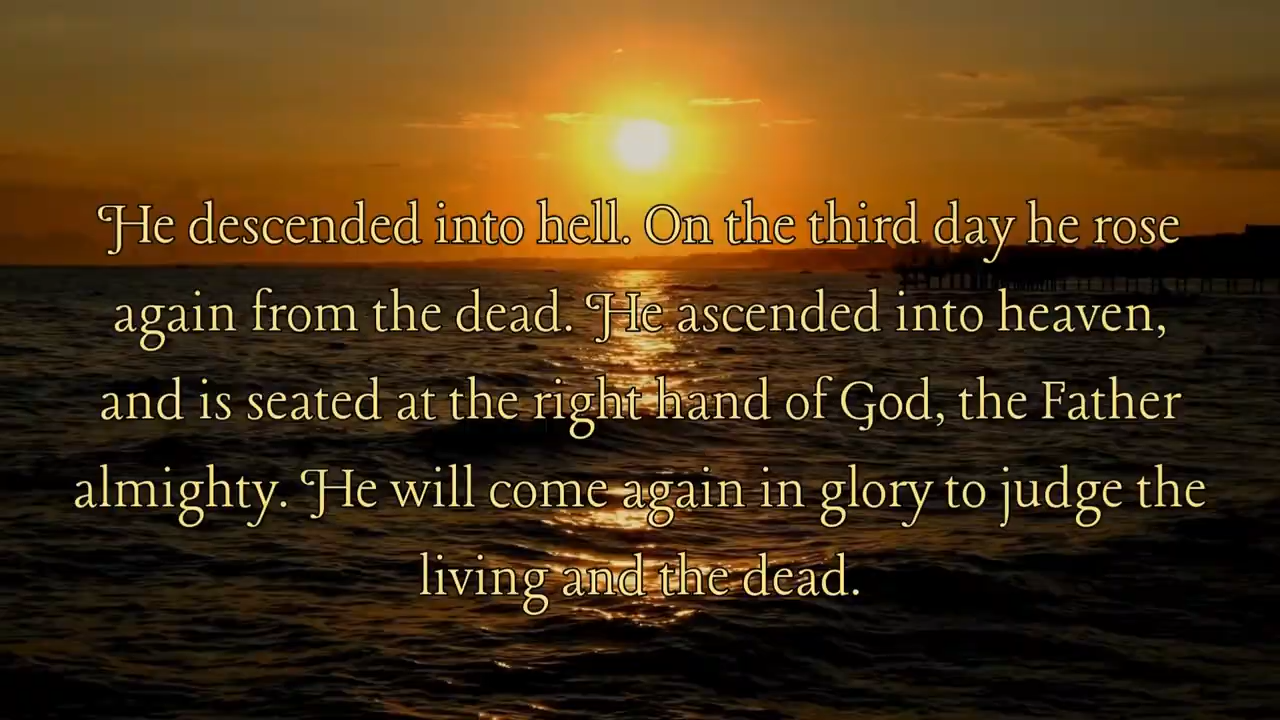 He descended into hell. On the third day he rose
again from the dead. He ascended into heaven,
and is seated at the right hand of God, the Father
almighty. He will come again in glory to judge the
living and the dead.